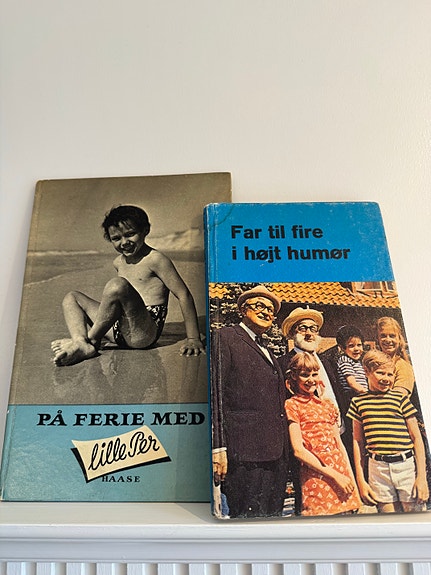 PÅ FERIE MED
lille Per
HAASE
Far til fire
i højt humør